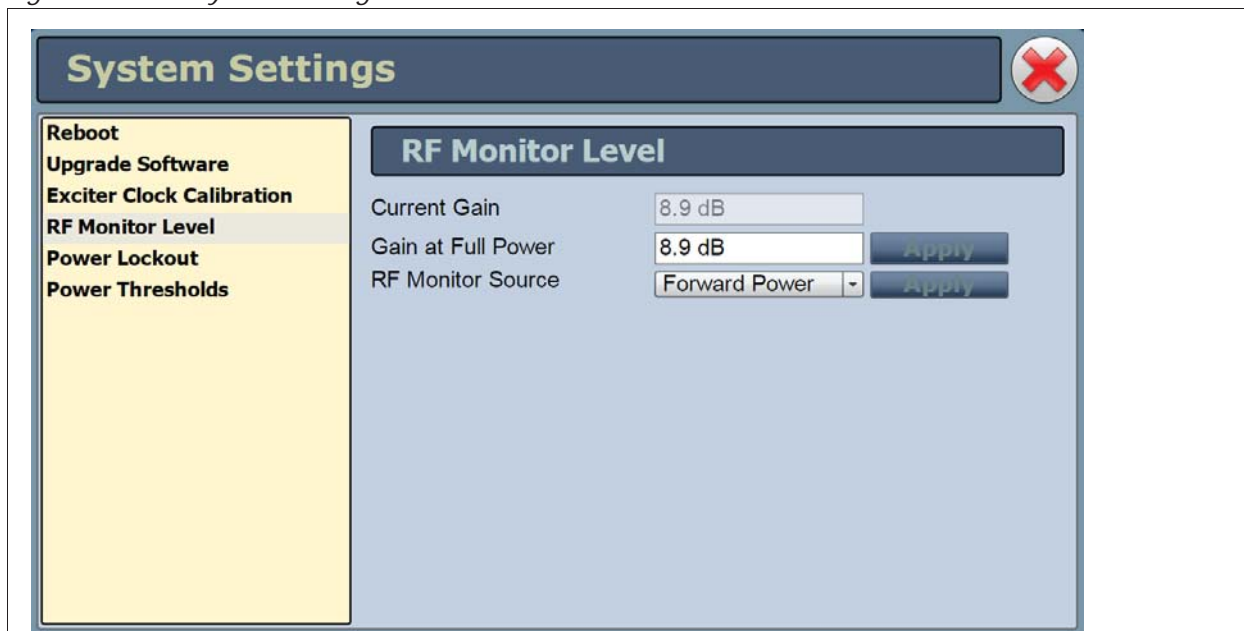 System Settings
Reboot
Upgrade Software
Exciter Clock Calibration
RF Monitor Level
Power Lockout
Power Thresholds
RF Monitor Level
Current Gain 8.9 dB
Gain at Full Power 8.9 dB Apply
RF Monitor Source Forward Power Apply